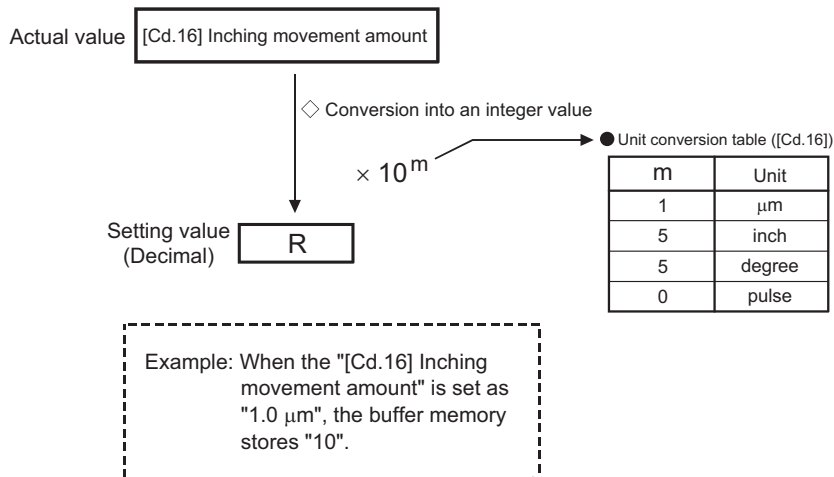 Actual value
[Cd.16] Inching movement amount
◇ Conversion into an integer value
× 10^m
● Unit conversion table ([Cd.16])
m Unit
1 μm
5 inch
5 degree
0 pulse
Setting value
(Decimal)
R
Example: When the "[Cd.16] Inching
movement amount" is set as
"1.0 μm", the buffer memory
stores "10".